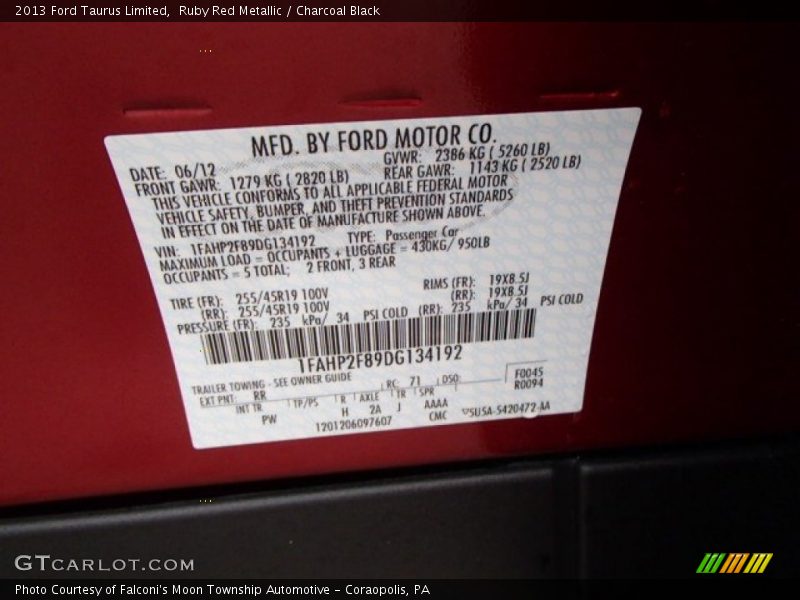 2013 Ford Taurus Limited,  Ruby Red Metallic / Charcoal Black
MFD. BY FORD MOTOR CO.
DATE: 06/12 GVWR: 2386 KG ( 5260 LB)
FRONT GAWR: 1279 KG ( 2820 LB) REAR GAWR: 1143 KG ( 2520 LB)
THIS VEHICLE CONFORMS TO ALL APPLICABLE FEDERAL MOTOR
VEHICLE SAFETY, BUMPER, AND THEFT PREVENTION STANDARDS
IN EFFECT ON THE DATE OF MANUFACTURE SHOWN ABOVE.
VIN: 1FAHP2F89DG134192 TYPE: Passenger Car
MAXIMUM LOAD = OCCUPANTS + LUGGAGE = 430KG/ 950LB
OCCUPANTS = 5 TOTAL; 2 FRONT, 3 REAR
TIRE (FR): 255/45R19 100V RIMS (FR): 19X8.5J
(RR): 255/45R19 100V (RR): 19X8.5J
PRESSURE (FR): 235 kPa/ 34 PSI COLD (RR): 235 kPa/ 34 PSI COLD
1FAHP2F89DG134192
TRAILER TOWING - SEE OWNER GUIDE RC: 71 DSO: F0045
EXT PNT: RR R0094
INT TR TP/PS R AXLE TR SPR
PW H 2A J AAAA
1201206097607 CMC 5U5A-5420472-AA
GTCARLOT.COM
Photo Courtesy of Falconi's Moon Township Automotive - Coraopolis, PA